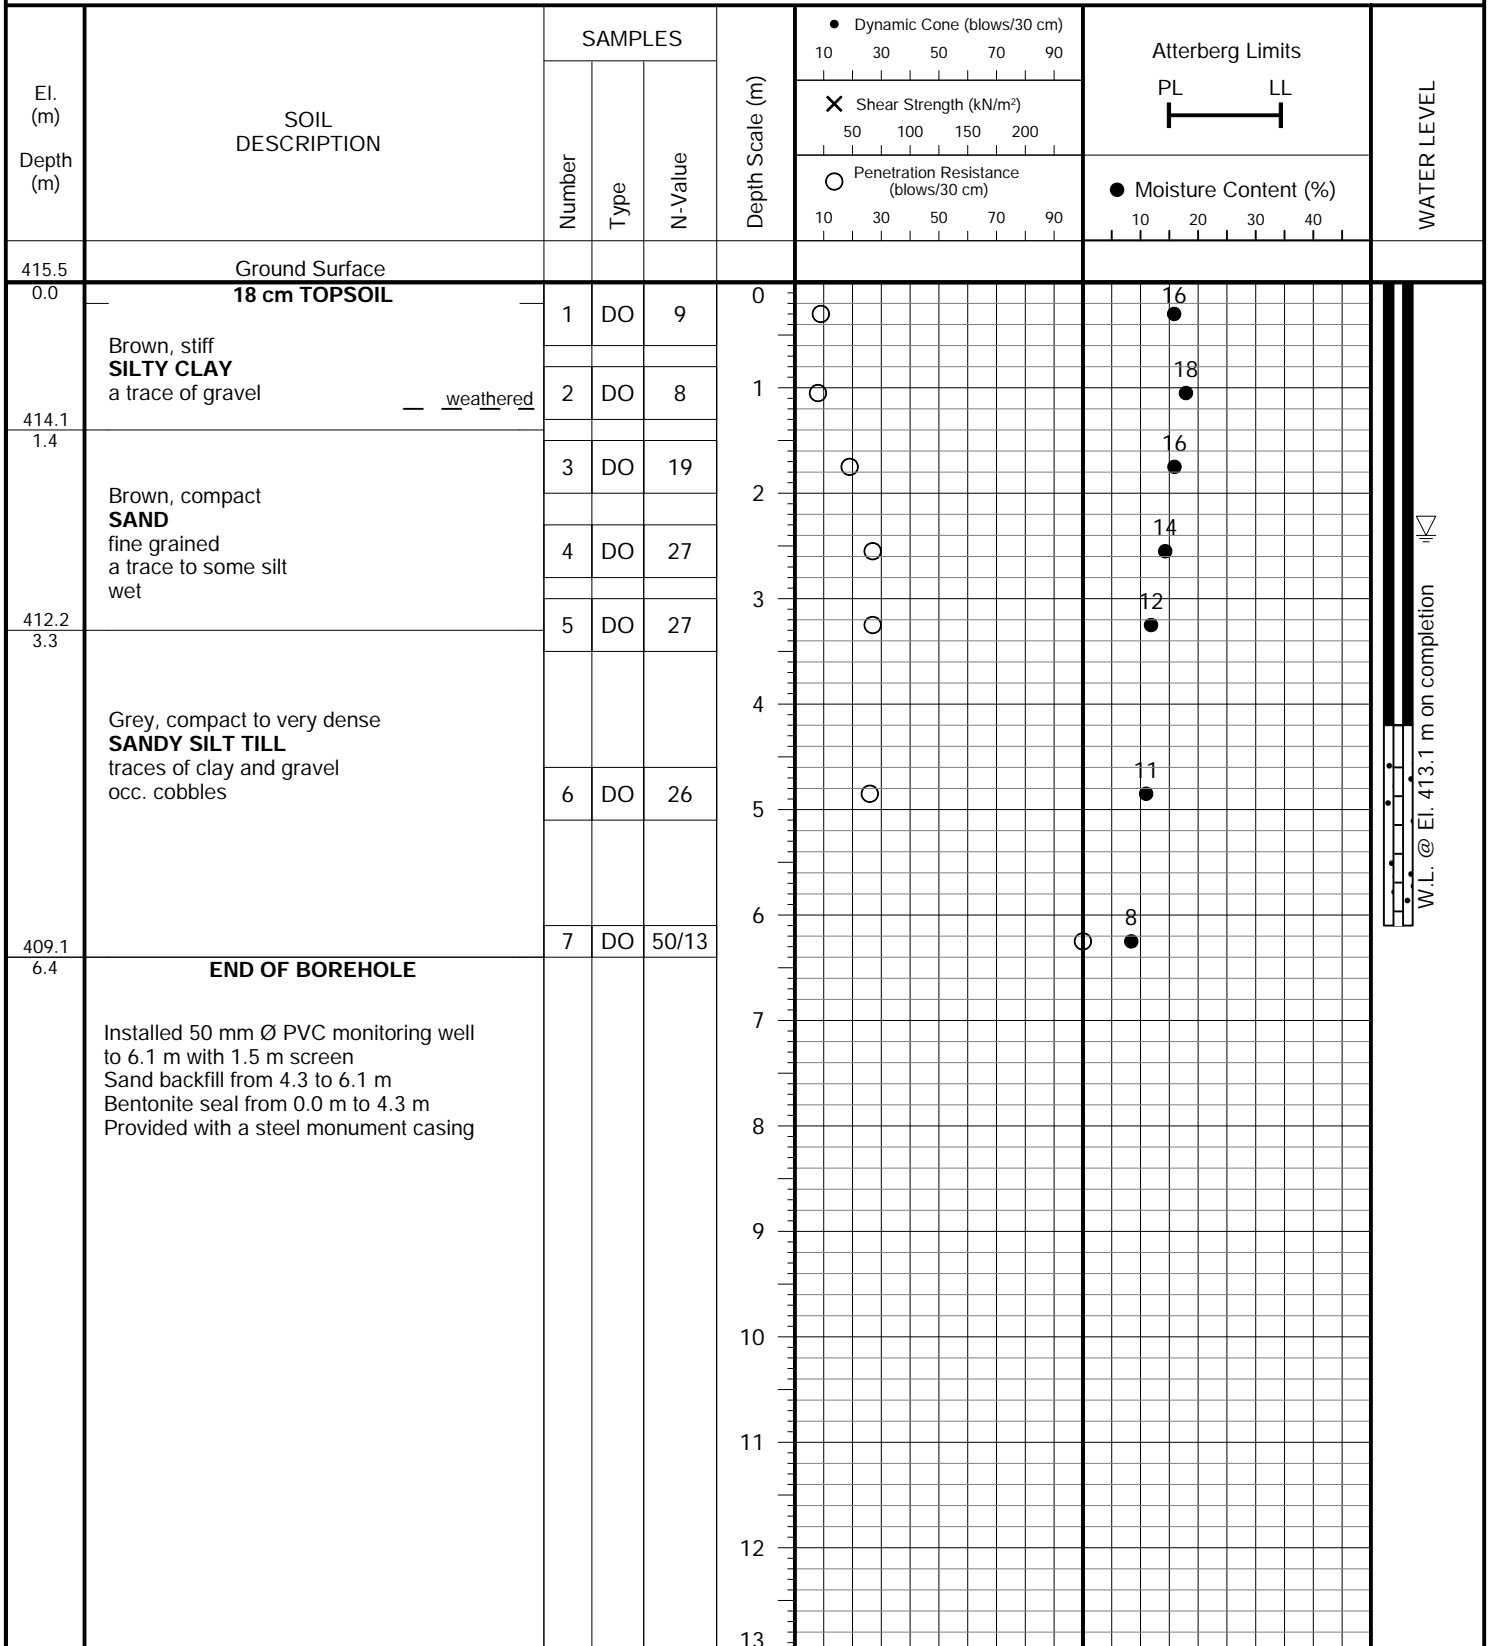 El.
(m)
Depth
(m)
SOIL
DESCRIPTION
SAMPLES
Number
Type
N-Value
Depth Scale (m)
Dynamic Cone (blows/30 cm)
10 30 50 70 90
Shear Strength (kN/m²)
50 100 150 200
Penetration Resistance
(blows/30 cm)
10 30 50 70 90
Atterberg Limits
PL LL
Moisture Content (%)
10 20 30 40
WATER LEVEL
415.5 Ground Surface
0.0 18 cm TOPSOIL
Brown, stiff
SILTY CLAY
a trace of gravel
weathered
414.1
1.4
Brown, compact
SAND
fine grained
a trace to some silt
wet
412.2
3.3
Grey, compact to very dense
SANDY SILT TILL
traces of clay and gravel
occ. cobbles
409.1
6.4 END OF BOREHOLE
Installed 50 mm Ø PVC monitoring well
to 6.1 m with 1.5 m screen
Sand backfill from 4.3 to 6.1 m
Bentonite seal from 0.0 m to 4.3 m
Provided with a steel monument casing
1 DO 9
2 DO 8
3 DO 19
4 DO 27
5 DO 27
6 DO 26
7 DO 50/13
0
1
2
3
4
5
6
7
8
9
10
11
12
13
16
18
16
14
12
11
8
W.L. @ El. 413.1 m on completion